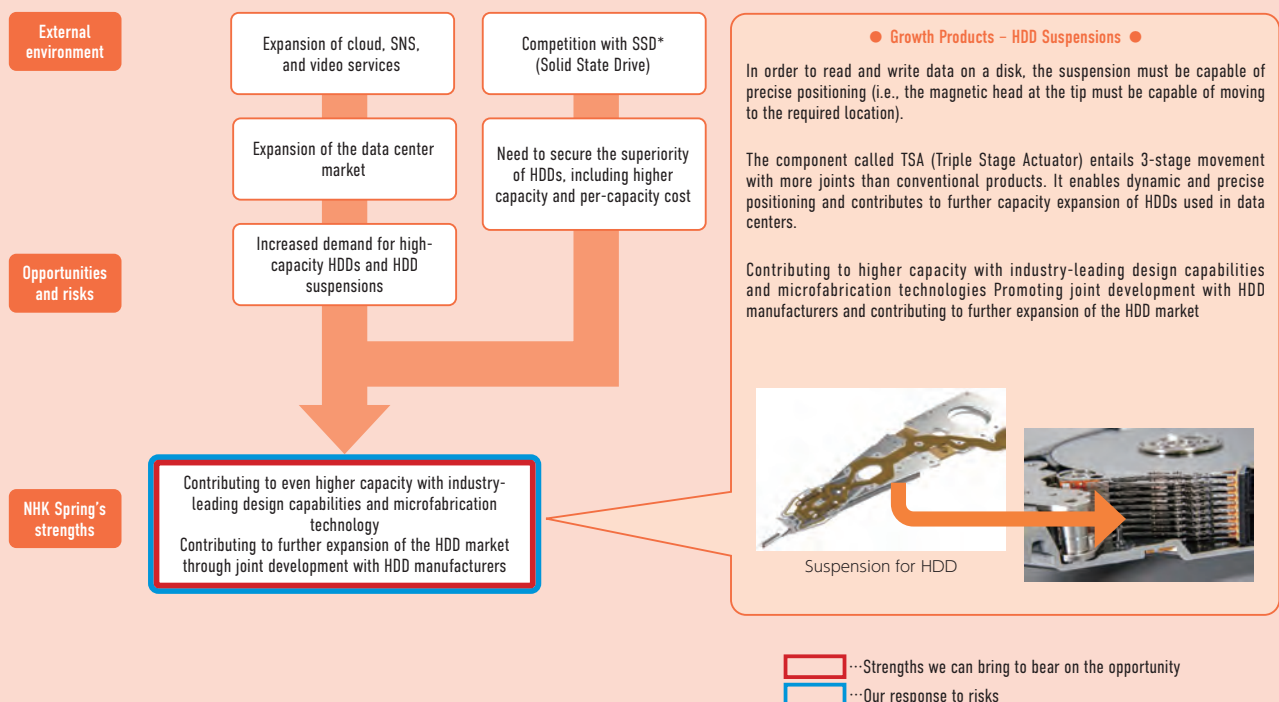 External
environment
Expansion of cloud, SNS,
and video services
Competition with SSD*
(Solid State Drive)
Expansion of the data center
market
Need to secure the superiority
of HDDs, including higher
capacity and per-capacity cost
Opportunities
and risks
Increased demand for high-
capacity HDDs and HDD
suspensions
NHK Spring's
strengths
Contributing to even higher capacity with industry-
leading design capabilities and microfabrication
technology
Contributing to further expansion of the HDD market
through joint development with HDD manufacturers
● Growth Products – HDD Suspensions ●
In order to read and write data on a disk, the suspension must be capable of
precise positioning (i.e., the magnetic head at the tip must be capable of moving
to the required location).
The component called TSA (Triple Stage Actuator) entails 3-stage movement
with more joints than conventional products. It enables dynamic and precise
positioning and contributes to further capacity expansion of HDDs used in data
centers.
Contributing to higher capacity with industry-leading design capabilities
and microfabrication technologies Promoting joint development with HDD
manufacturers and contributing to further expansion of the HDD market
Suspension for HDD
···Strengths we can bring to bear on the opportunity
···Our response to risks